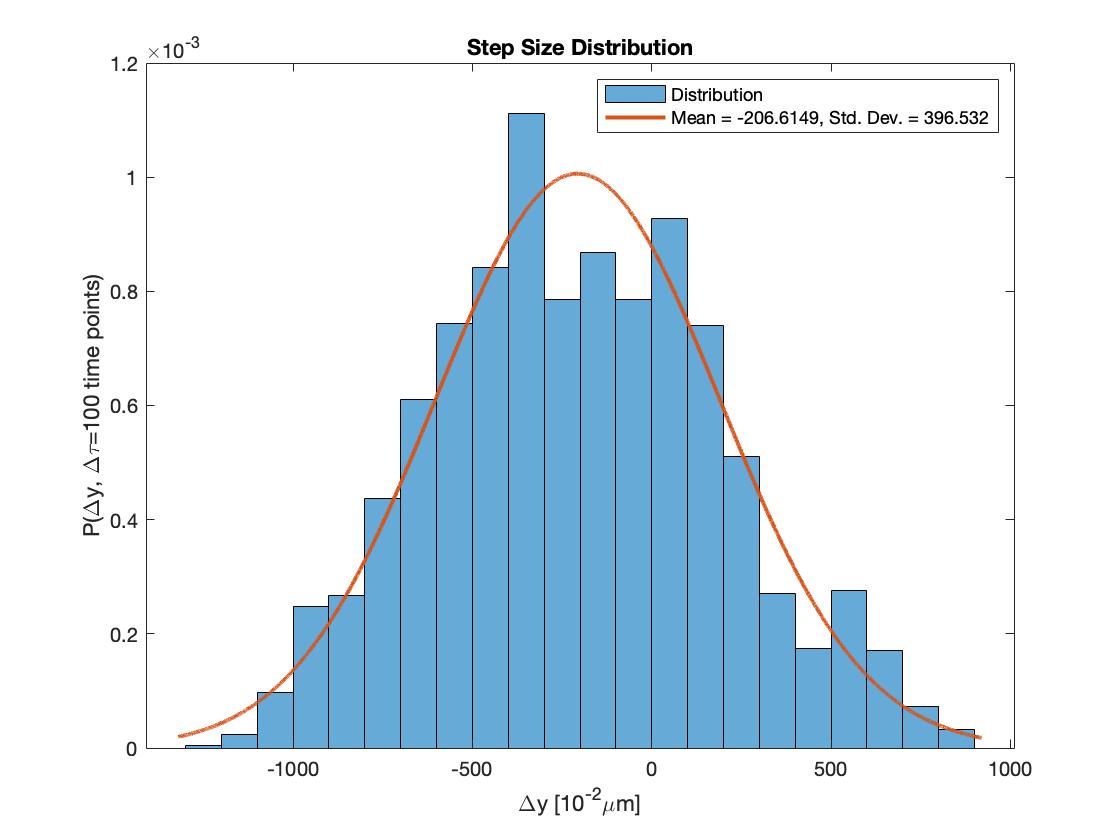 Step Size Distribution
×10⁻³
1.2
1
0.8
0.6
0.4
0.2
0
P(Δy, Δτ=100 time points)
Distribution
Mean = -206.6149, Std. Dev. = 396.532
-1000
-500
0
500
1000
Δy [10⁻²μm]